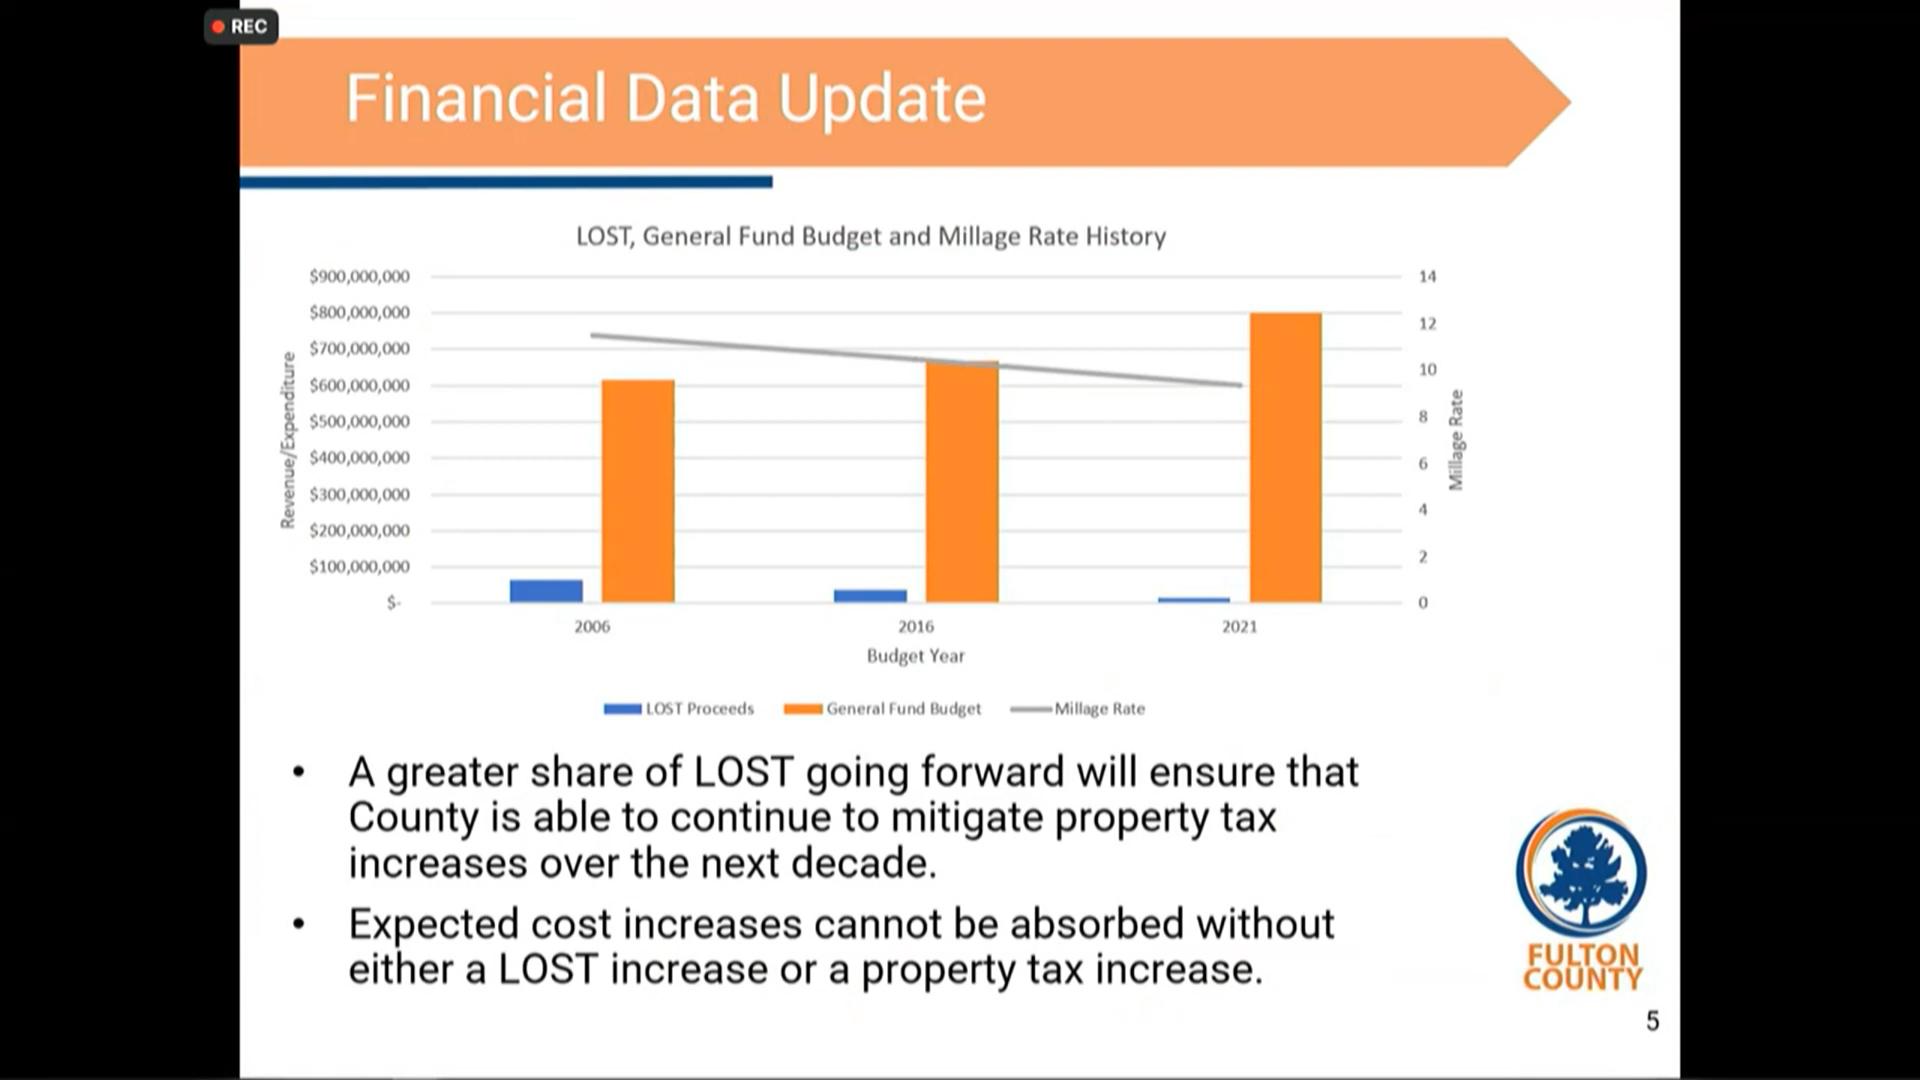 REC
Financial Data Update
LOST, General Fund Budget and Millage Rate History
$900,000,000
$800,000,000
$700,000,000
$600,000,000
$500,000,000
$400,000,000
$300,000,000
$200,000,000
$100,000,000
$-
Revenue/Expenditure
14
12
10
8
6
4
2
0
Millage Rate
2006 2016 2021
Budget Year
LOST Proceeds General Fund Budget Millage Rate
• A greater share of LOST going forward will ensure that
County is able to continue to mitigate property tax
increases over the next decade.
• Expected cost increases cannot be absorbed without
either a LOST increase or a property tax increase.
FULTON
COUNTY
5